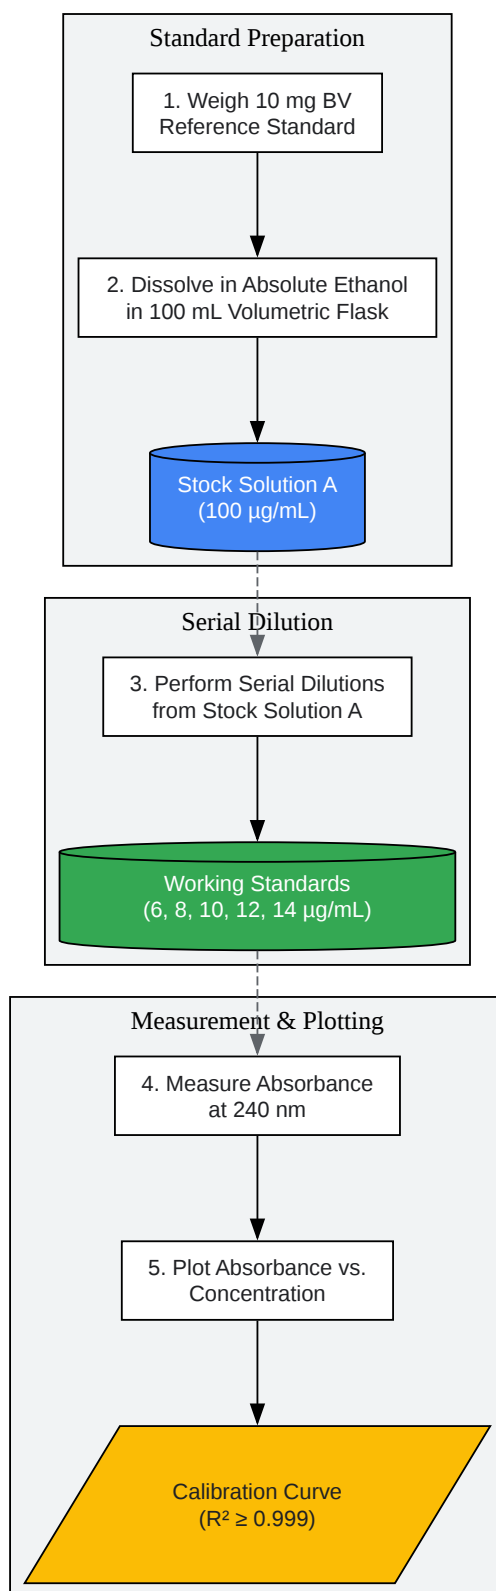 Standard Preparation
1. Weigh 10 mg BV
Reference Standard
2. Dissolve in Absolute Ethanol
in 100 mL Volumetric Flask
Stock Solution A
(100 µg/mL)
Serial Dilution
3. Perform Serial Dilutions
from Stock Solution A
Working Standards
(6, 8, 10, 12, 14 µg/mL)
Measurement & Plotting
4. Measure Absorbance
at 240 nm
5. Plot Absorbance vs.
Concentration
Calibration Curve
(R² ≥ 0.999)